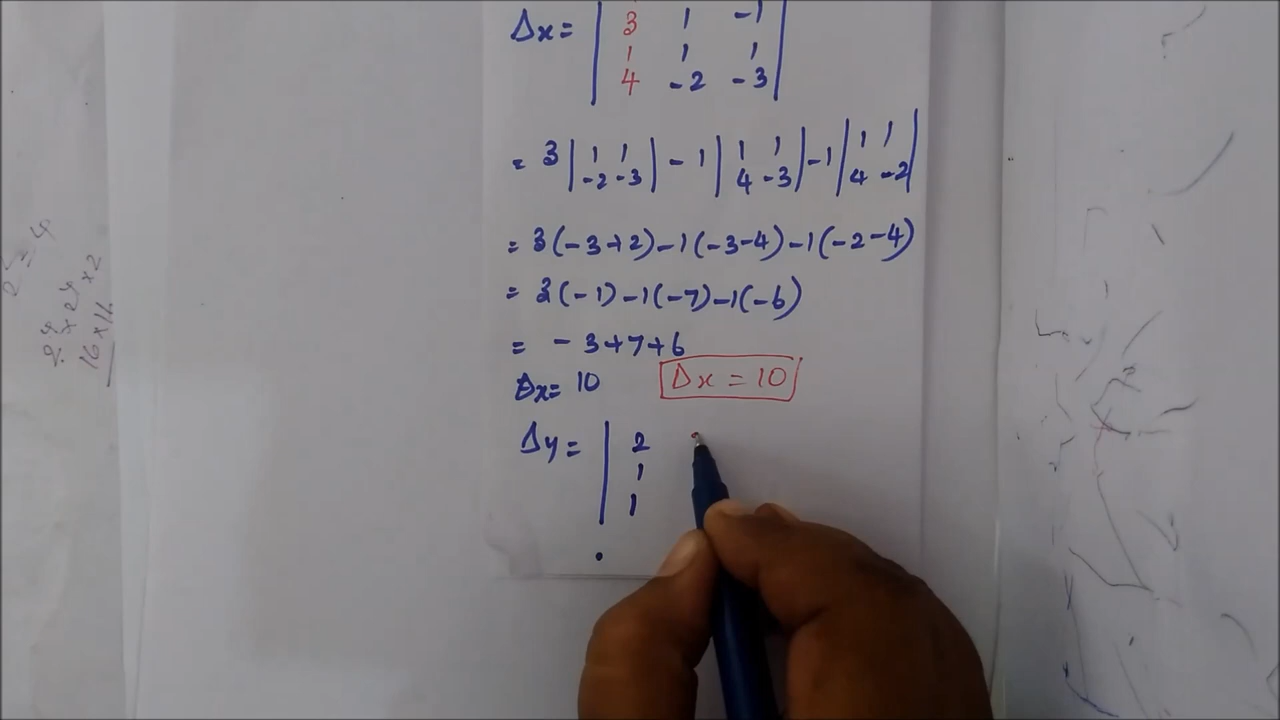 Δx = | 3 1 -1 |
| 1 1 1 |
| 4 -2 -3 |
= 3 | 1 1 | - 1 | 1 1 | - 1 | 1 1 |
| -2 -3 | | 4 -3 | | 4 -2 |
= 3(-3+2)-1(-3-4)-1(-2-4)
= 3(-1)-1(-7)-1(-6)
= -3+7+6
Δx= 10 Δx = 10
Δy = | 2
1
1
16×16